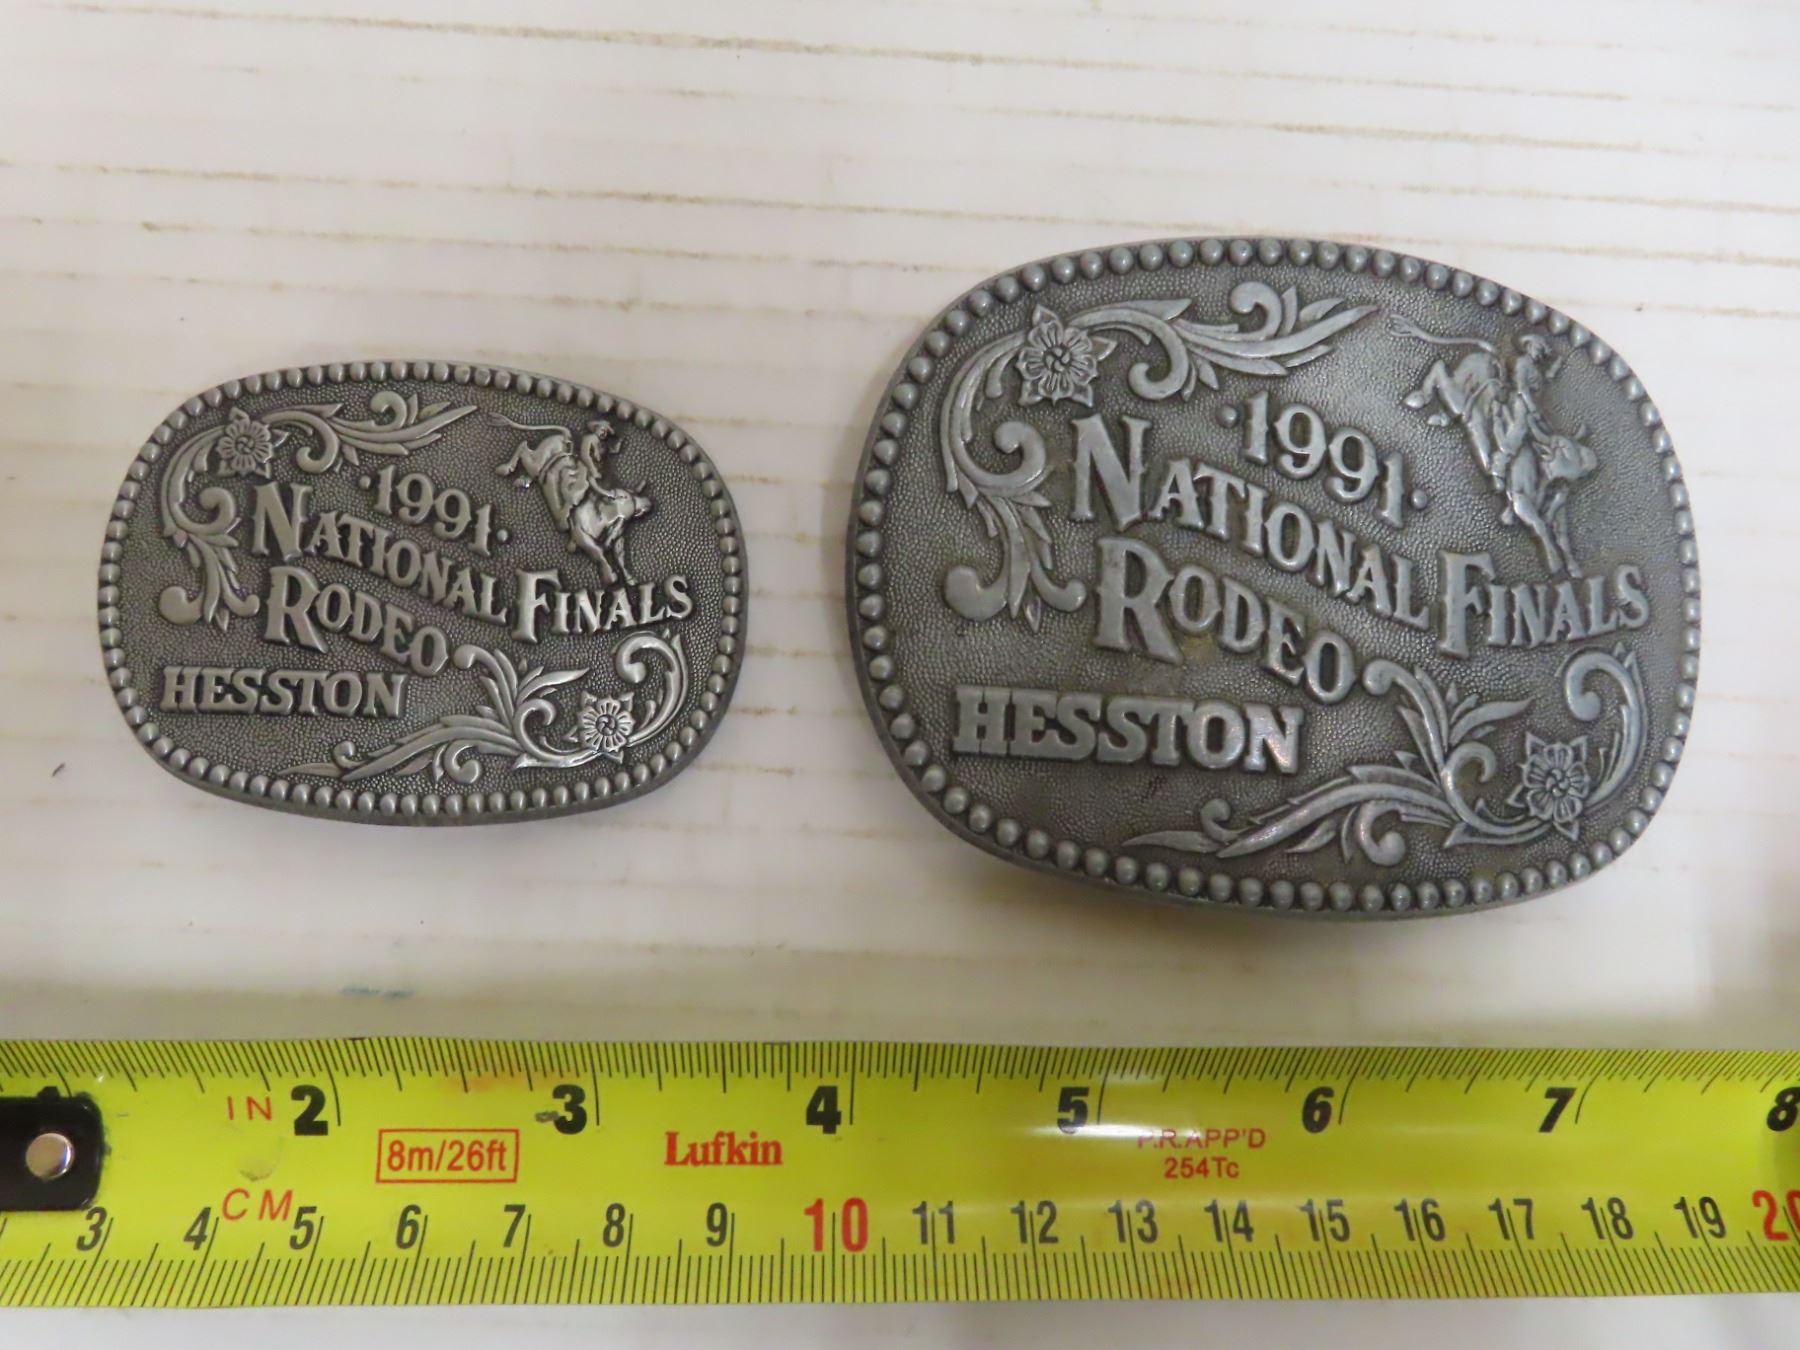 ·1991·
NATIONAL FINALS
RODEO
HESSTON
·1991·
NATIONAL FINALS
RODEO
HESSTON
1 IN 2 3 4 5 6 7 8
8m/26ft Lufkin P.R. APP'D
254Tc
CM
3 4 5 6 7 8 9 10 11 12 13 14 15 16 17 18 19 20